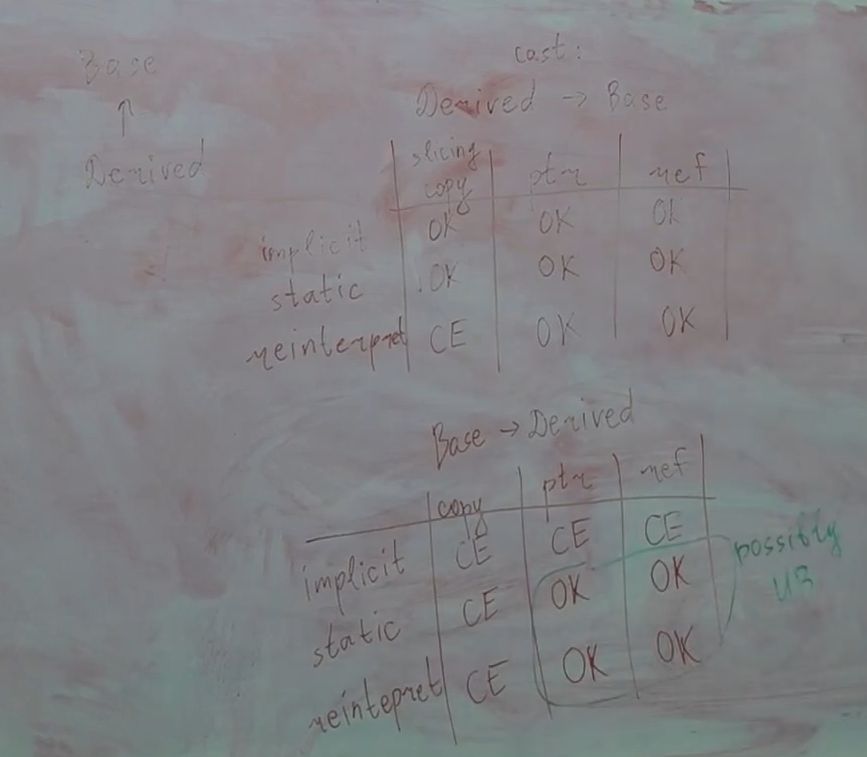 Base
↑
Derived
cast:
Derived → Base
slicing copy ptr ref
implicit OK OK OK
static OK OK OK
reinterpret CE OK OK
Base → Derived
copy ptr ref
implicit CE CE CE
static CE OK OK
reintepret CE OK OK
possibly
UB